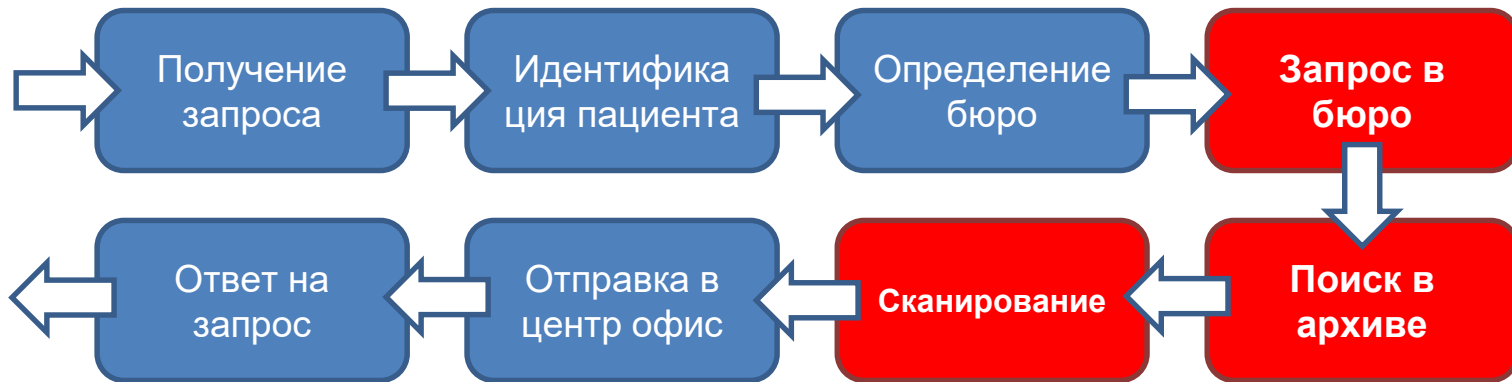 Получение
запроса
Идентифика
ция пациента
Определение
бюро
Запрос в
бюро
Поиск в
архиве
Сканирование
Отправка в
центр офис
Ответ на
запрос